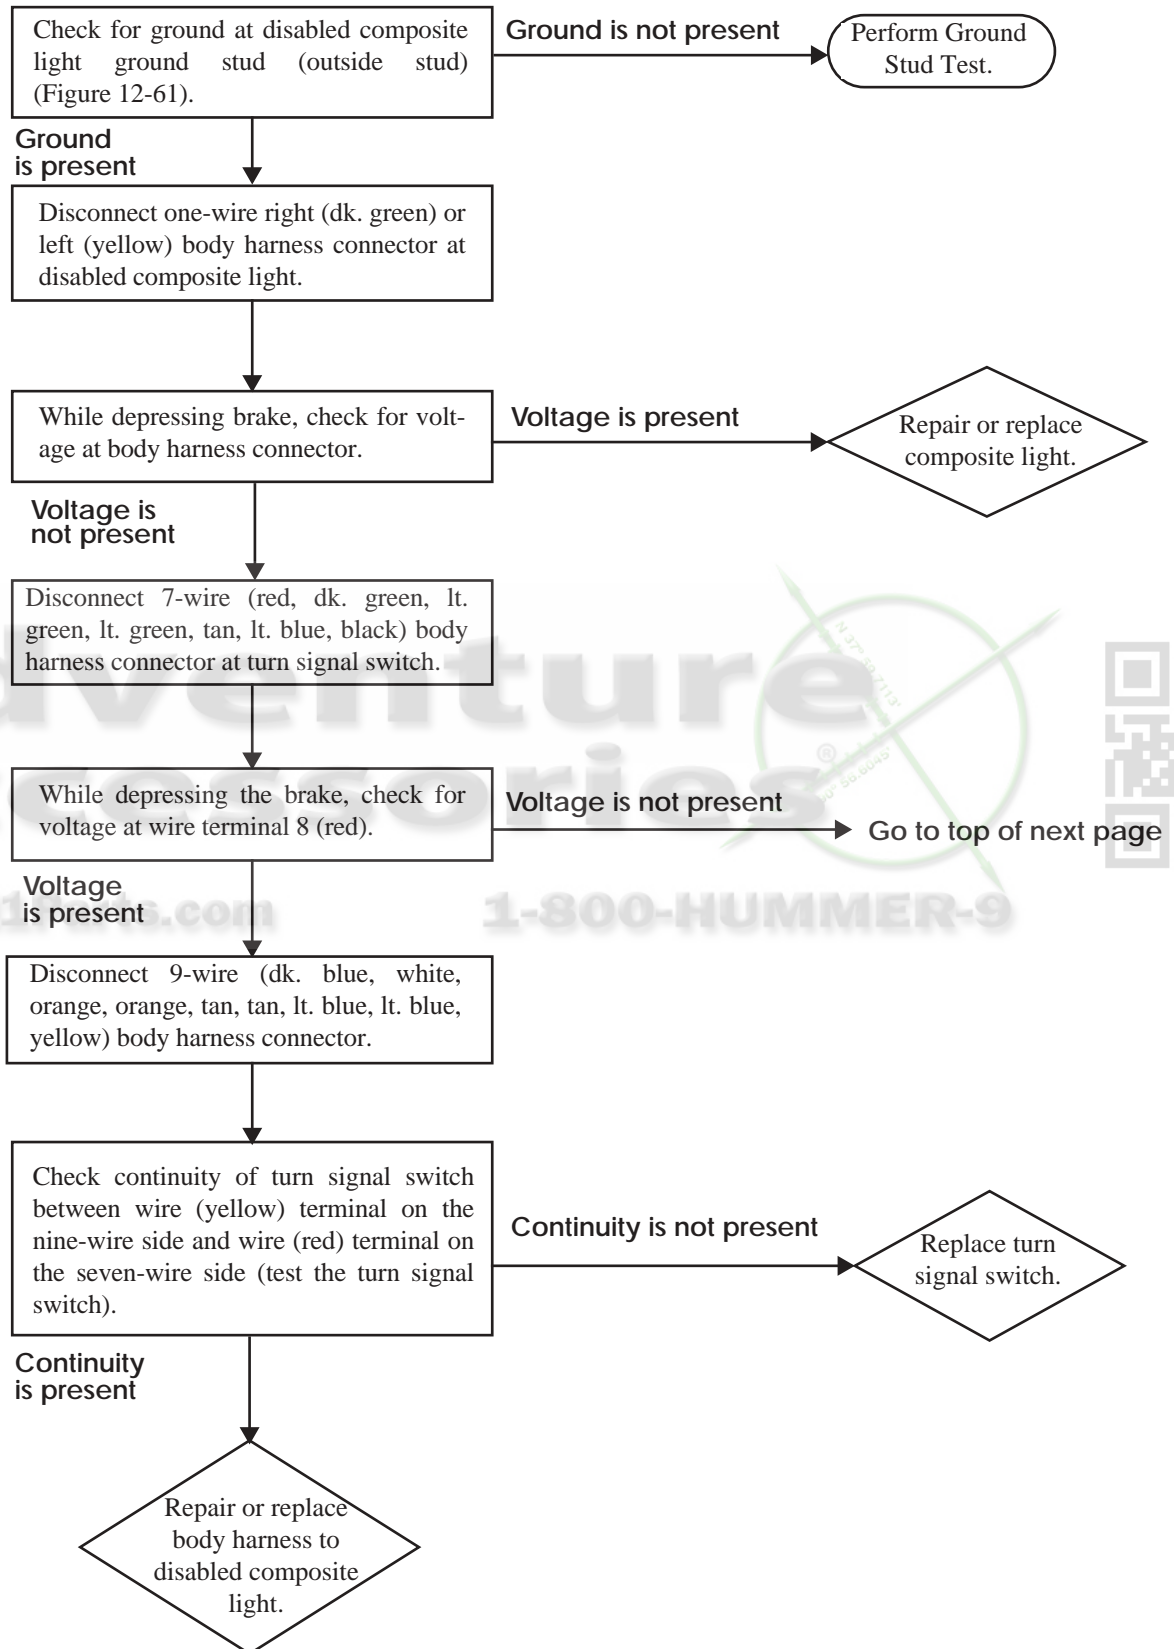 Check for ground at disabled composite
light ground stud (outside stud)
(Figure 12-61).
Ground is not present
Perform Ground
Stud Test.
Ground
is present
Disconnect one-wire right (dk. green) or
left (yellow) body harness connector at
disabled composite light.
While depressing brake, check for volt-
age at body harness connector.
Voltage is present
Repair or replace
composite light.
Voltage is
not present
Disconnect 7-wire (red, dk. green, lt.
green, lt. green, tan, lt. blue, black) body
harness connector at turn signal switch.
While depressing the brake, check for
voltage at wire terminal 8 (red).
Voltage is not present
Go to top of next page
Voltage
is present
Disconnect 9-wire (dk. blue, white,
orange, orange, tan, tan, lt. blue, lt. blue,
yellow) body harness connector.
Check continuity of turn signal switch
between wire (yellow) terminal on the
nine-wire side and wire (red) terminal on
the seven-wire side (test the turn signal
switch).
Continuity is not present
Replace turn
signal switch.
Continuity
is present
Repair or replace
body harness to
disabled composite
light.
dventure
ccessories
1Parts.com
1-800-HUMMER-9
N 37° 59.7113'
®